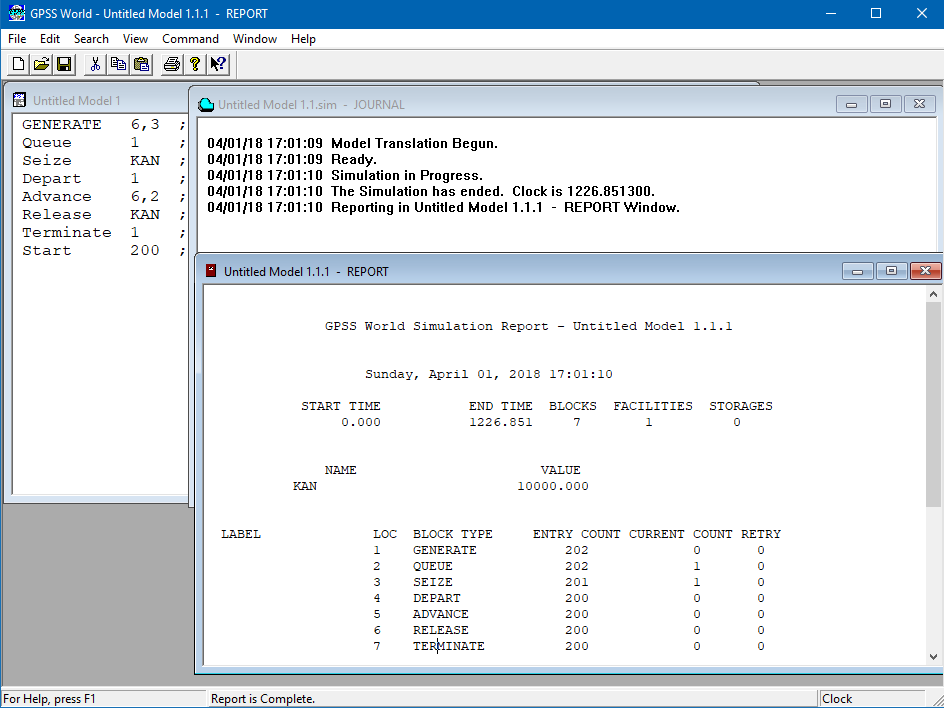 GPSS World - Untitled Model 1.1.1 - REPORT
File Edit Search View Command Window Help
Untitled Model 1
GENERATE 6,3 ;
Queue 1 ;
Seize KAN ;
Depart 1 ;
Advance 6,2 ;
Release KAN ;
Terminate 1 ;
Start 200 ;
Untitled Model 1.1.sim - JOURNAL
04/01/18 17:01:09 Model Translation Begun.
04/01/18 17:01:09 Ready.
04/01/18 17:01:10 Simulation in Progress.
04/01/18 17:01:10 The Simulation has ended. Clock is 1226.851300.
04/01/18 17:01:10 Reporting in Untitled Model 1.1.1 - REPORT Window.
Untitled Model 1.1.1 - REPORT
GPSS World Simulation Report - Untitled Model 1.1.1
Sunday, April 01, 2018 17:01:10
START TIME END TIME BLOCKS FACILITIES STORAGES
0.000 1226.851 7 1 0
NAME VALUE
KAN 10000.000
LABEL LOC BLOCK TYPE ENTRY COUNT CURRENT COUNT RETRY
1 GENERATE 202 0 0
2 QUEUE 202 1 0
3 SEIZE 201 1 0
4 DEPART 200 0 0
5 ADVANCE 200 0 0
6 RELEASE 200 0 0
7 TERMINATE 200 0 0
For Help, press F1 Report is Complete. Clock